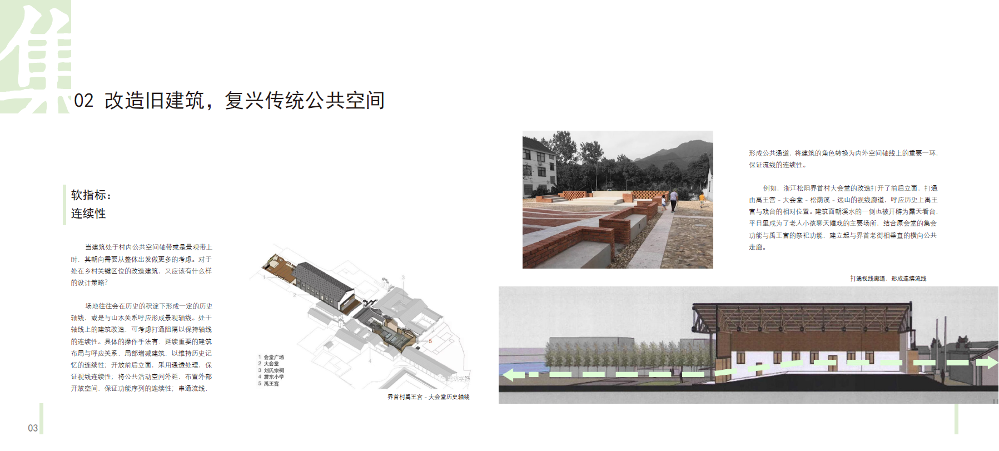 集
02 改造旧建筑，复兴传统公共空间
软指标：
连续性
当建筑处于村内公共空间轴带或是景观带上
时，其朝向需要从整体出发做更多的考虑。对于
处在乡村关键区位的改造建筑，又应该有什么样
的设计策略？
场地往往会在历史的积淀下形成一定的历史
轴线，或是与山水关系呼应形成景观轴线。处于
轴线上的建筑改造，可考虑打通阻隔以保持轴线
的连续性。具体的操作手法有：延续重要的建筑
布局与呼应关系，局部增减建筑，以维持历史记
忆的连续性；开放前后立面，采用通透处理，保
证视线连续性；将公共活动空间外延，布置外部
开放空间，保证功能序列的连续性；串通流线，
1
2
3
4
5
1 会堂广场
2 大会堂
3 刘氏宗祠
4 震东小学
5 禹王宫
界首村禹王宫 - 大会堂历史轴线
03
形成公共通道，将建筑的角色转换为内外空间轴线上的重要一环，
保证流线的连续性。
例如，浙江松阳界首村大会堂的改造打开了前后立面，打通
由禹王宫 - 大会堂 - 松荫溪 - 远山的视线廊道，呼应历史上禹王
宫与戏台的相对位置。建筑面朝溪水的一侧也被开辟为露天看台，
平日里成为了老人小孩聊天嬉戏的主要场所，结合原会堂的集会
功能与禹王宫的祭祀功能，建立起与界首老街相垂直的横向公共
走廊。
打通视线廊道，形成连续流线